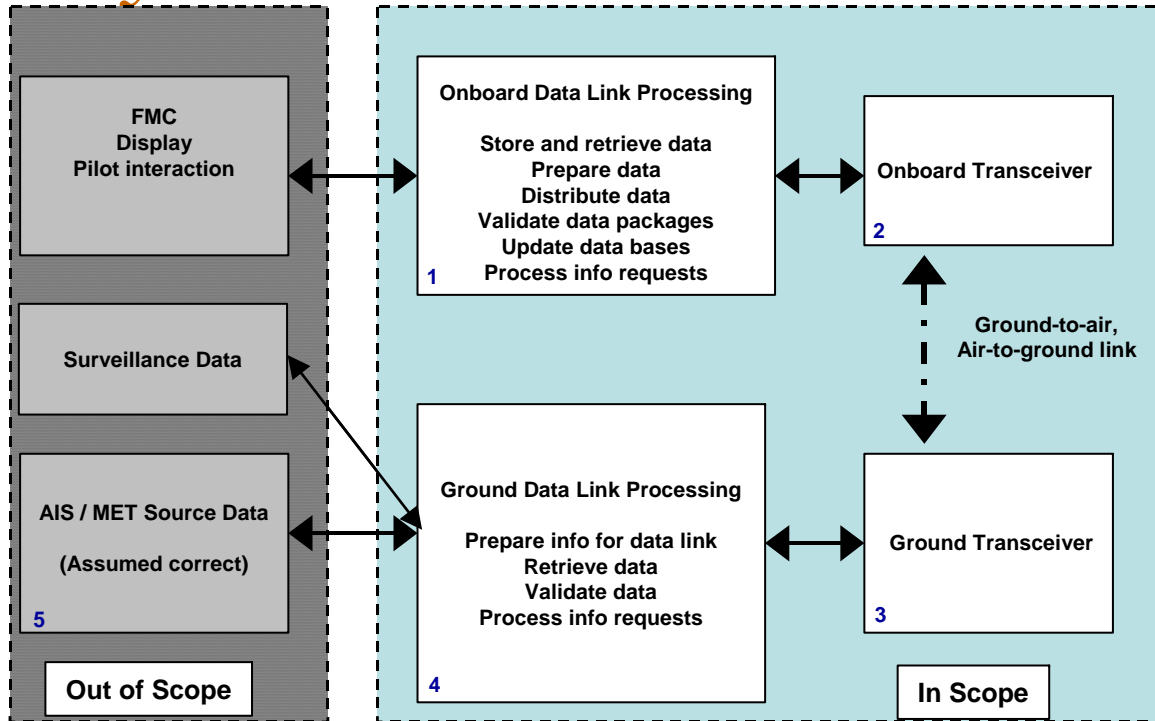 FMC
Display
Pilot interaction
Surveillance Data
AIS / MET Source Data
(Assumed correct)
5
Out of Scope
Onboard Data Link Processing
Store and retrieve data
Prepare data
Distribute data
Validate data packages
Update data bases
Process info requests
1
Onboard Transceiver
2
Ground-to-air,
Air-to-ground link
Ground Data Link Processing
Prepare info for data link
Retrieve data
Validate data
Process info requests
4
Ground Transceiver
3
In Scope